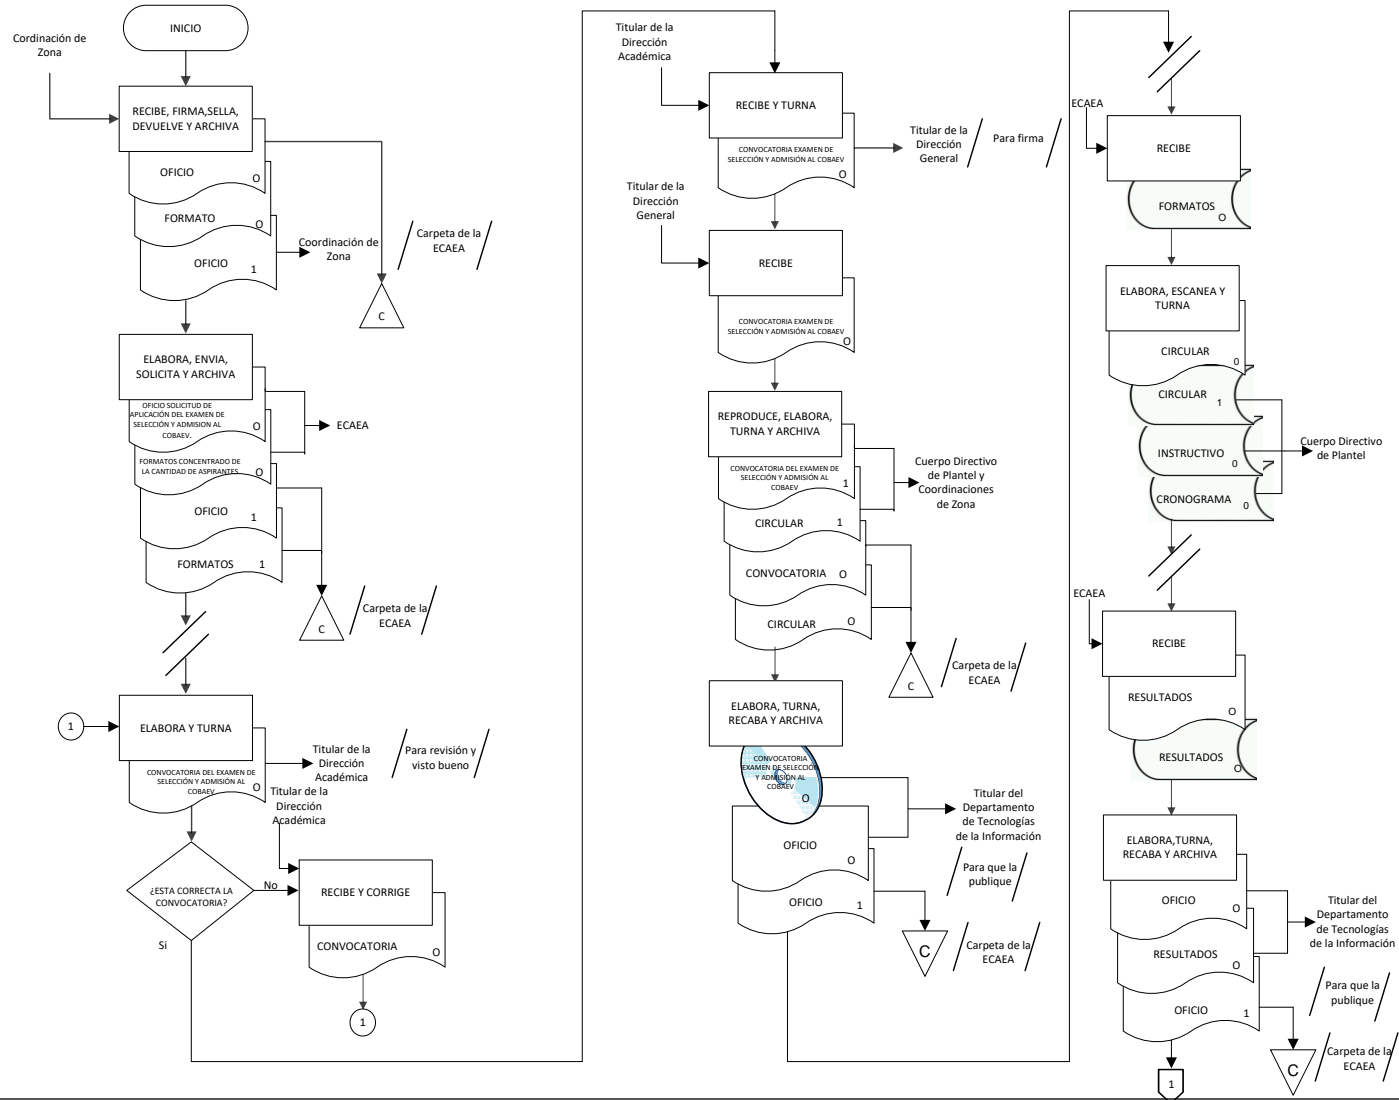 INICIO
Cordinación de
Zona
RECIBE, FIRMA,SELLA,
DEVUELVE Y ARCHIVA
OFICIO
O
FORMATO
O
OFICIO
1
Coordinación de
Zona
Carpeta de la
ECAEA
C
ELABORA, ENVIA,
SOLICITA Y ARCHIVA
OFICIO SOLICITUD DE
APLICACIÓN DEL EXAMEN DE
SELECCIÓN Y ADMISION AL
COBAEV.
O
ECAEA
FORMATOS CONCENTRADO DE
LA CANTIDAD DE ASPIRANTES
O
OFICIO
1
FORMATOS
1
C
Carpeta de la
ECAEA
1
ELABORA Y TURNA
CONVOCATORIA DEL EXAMEN DE
SELECCIÓN Y ADMISIÓN AL
COBAEV
O
Titular de la
Dirección
Académica
Para revisión y
visto bueno
Titular de la
Dirección
Académica
¿ESTA CORRECTA LA
CONVOCATORIA?
No
Si
RECIBE Y CORRIGE
CONVOCATORIA
O
1
Titular de la
Dirección
Académica
RECIBE Y TURNA
CONVOCATORIA EXAMEN DE
SELECCIÓN Y ADMISIÓN AL COBAEV
O
Titular de la
Dirección
General
Para firma
Titular de la
Dirección
General
RECIBE
CONVOCATORIA EXAMEN DE
SELECCIÓN Y ADMISIÓN AL COBAEV
O
REPRODUCE, ELABORA,
TURNA Y ARCHIVA
CONVOCATORIA DEL EXAMEN DE
SELECCIÓN Y ADMISIÓN AL
COBAEV
1
CIRCULAR
1
Cuerpo Directivo
de Plantel y
Coordinaciones
de Zona
CONVOCATORIA
O
CIRCULAR
O
C
Carpeta de la
ECAEA
ELABORA, TURNA,
RECABA Y ARCHIVA
CONVOCATORIA
EXAMEN DE SELECCIÓN
Y ADMISIÓN AL
COBAEV
O
Titular del
Departamento
de Tecnologías
de la Información
OFICIO
O
Para que la
publique
OFICIO
1
C
Carpeta de la
ECAEA
ECAEA
RECIBE
FORMATOS
O
ELABORA, ESCANEA Y
TURNA
CIRCULAR
0
CIRCULAR
1
INSTRUCTIVO
0
CRONOGRAMA
0
Cuerpo Directivo
de Plantel
ECAEA
RECIBE
RESULTADOS
O
RESULTADOS
O
ELABORA,TURNA,
RECABA Y ARCHIVA
OFICIO
O
RESULTADOS
O
Titular del
Departamento
de Tecnologías
de la Información
Para que la
publique
OFICIO
1
C
Carpeta de la
ECAEA
1